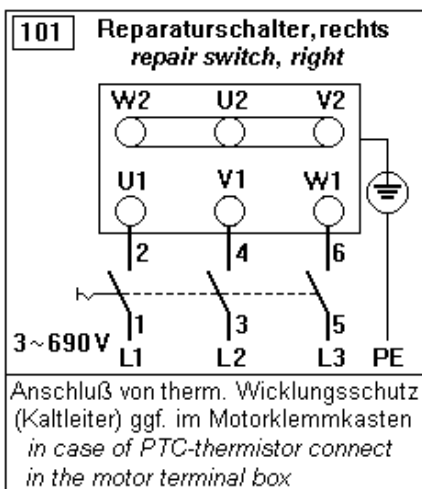 101 Reparaturschalter, rechts
repair switch, right
W2 U2 V2
U1 V1 W1
2 4 6
1 3 5
3~690V
L1 L2 L3 PE
Anschluß von therm. Wicklungsschutz
(Kaltleiter) ggf. im Motorklemmkasten
in case of PTC-thermistor connect
in the motor terminal box